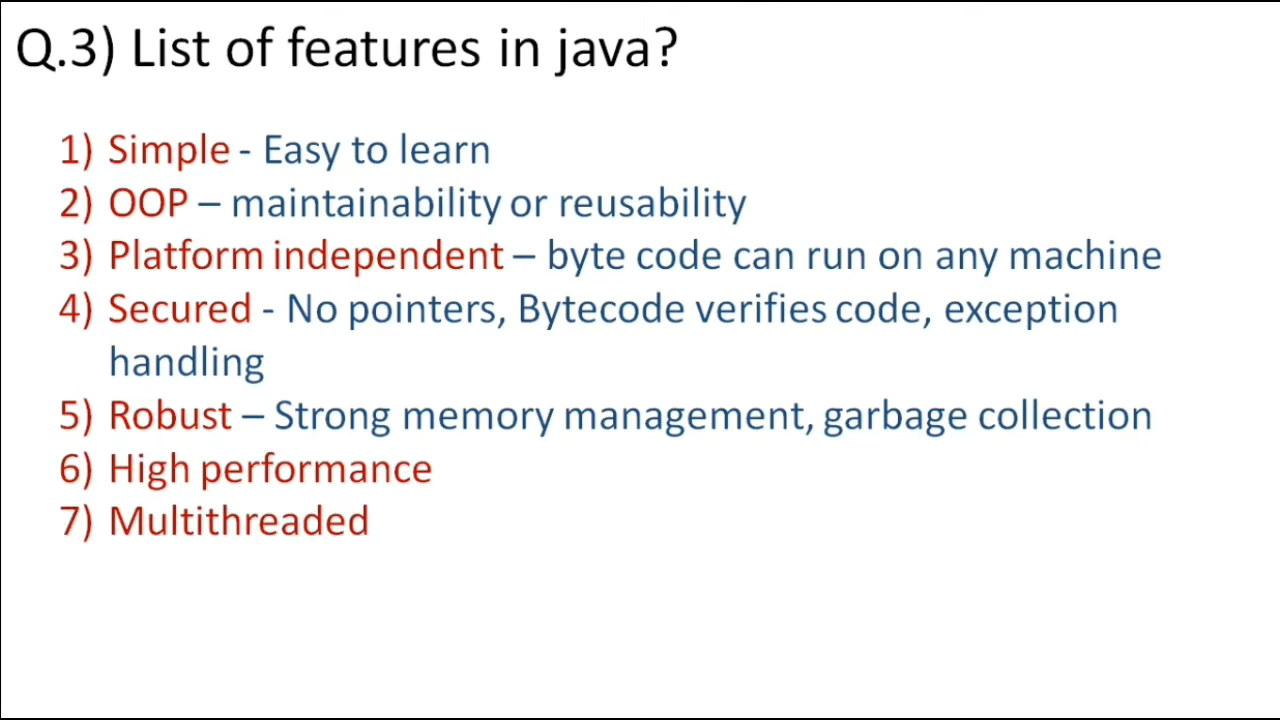 Q.3) List of features in java?
1) Simple - Easy to learn
2) OOP – maintainability or reusability
3) Platform independent – byte code can run on any machine
4) Secured - No pointers, Bytecode verifies code, exception
handling
5) Robust – Strong memory management, garbage collection
6) High performance
7) Multithreaded